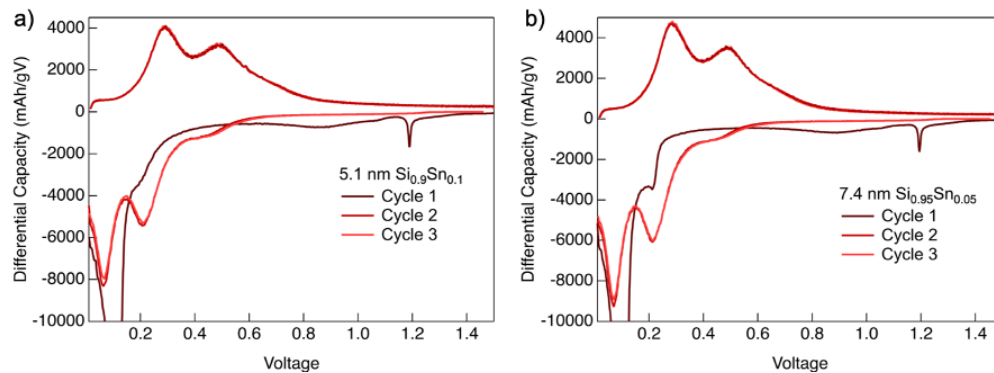 a)
4000
2000
0
-2000
-4000
-6000
-8000
-10000
Differential Capacity (mAh/gV)
5.1 nm Si0.9Sn0.1
Cycle 1
Cycle 2
Cycle 3
0.2 0.4 0.6 0.8 1.0 1.2 1.4
Voltage
b)
4000
2000
0
-2000
-4000
-6000
-8000
-10000
Differential Capacity (mAh/gV)
7.4 nm Si0.95Sn0.05
Cycle 1
Cycle 2
Cycle 3
0.2 0.4 0.6 0.8 1.0 1.2 1.4
Voltage